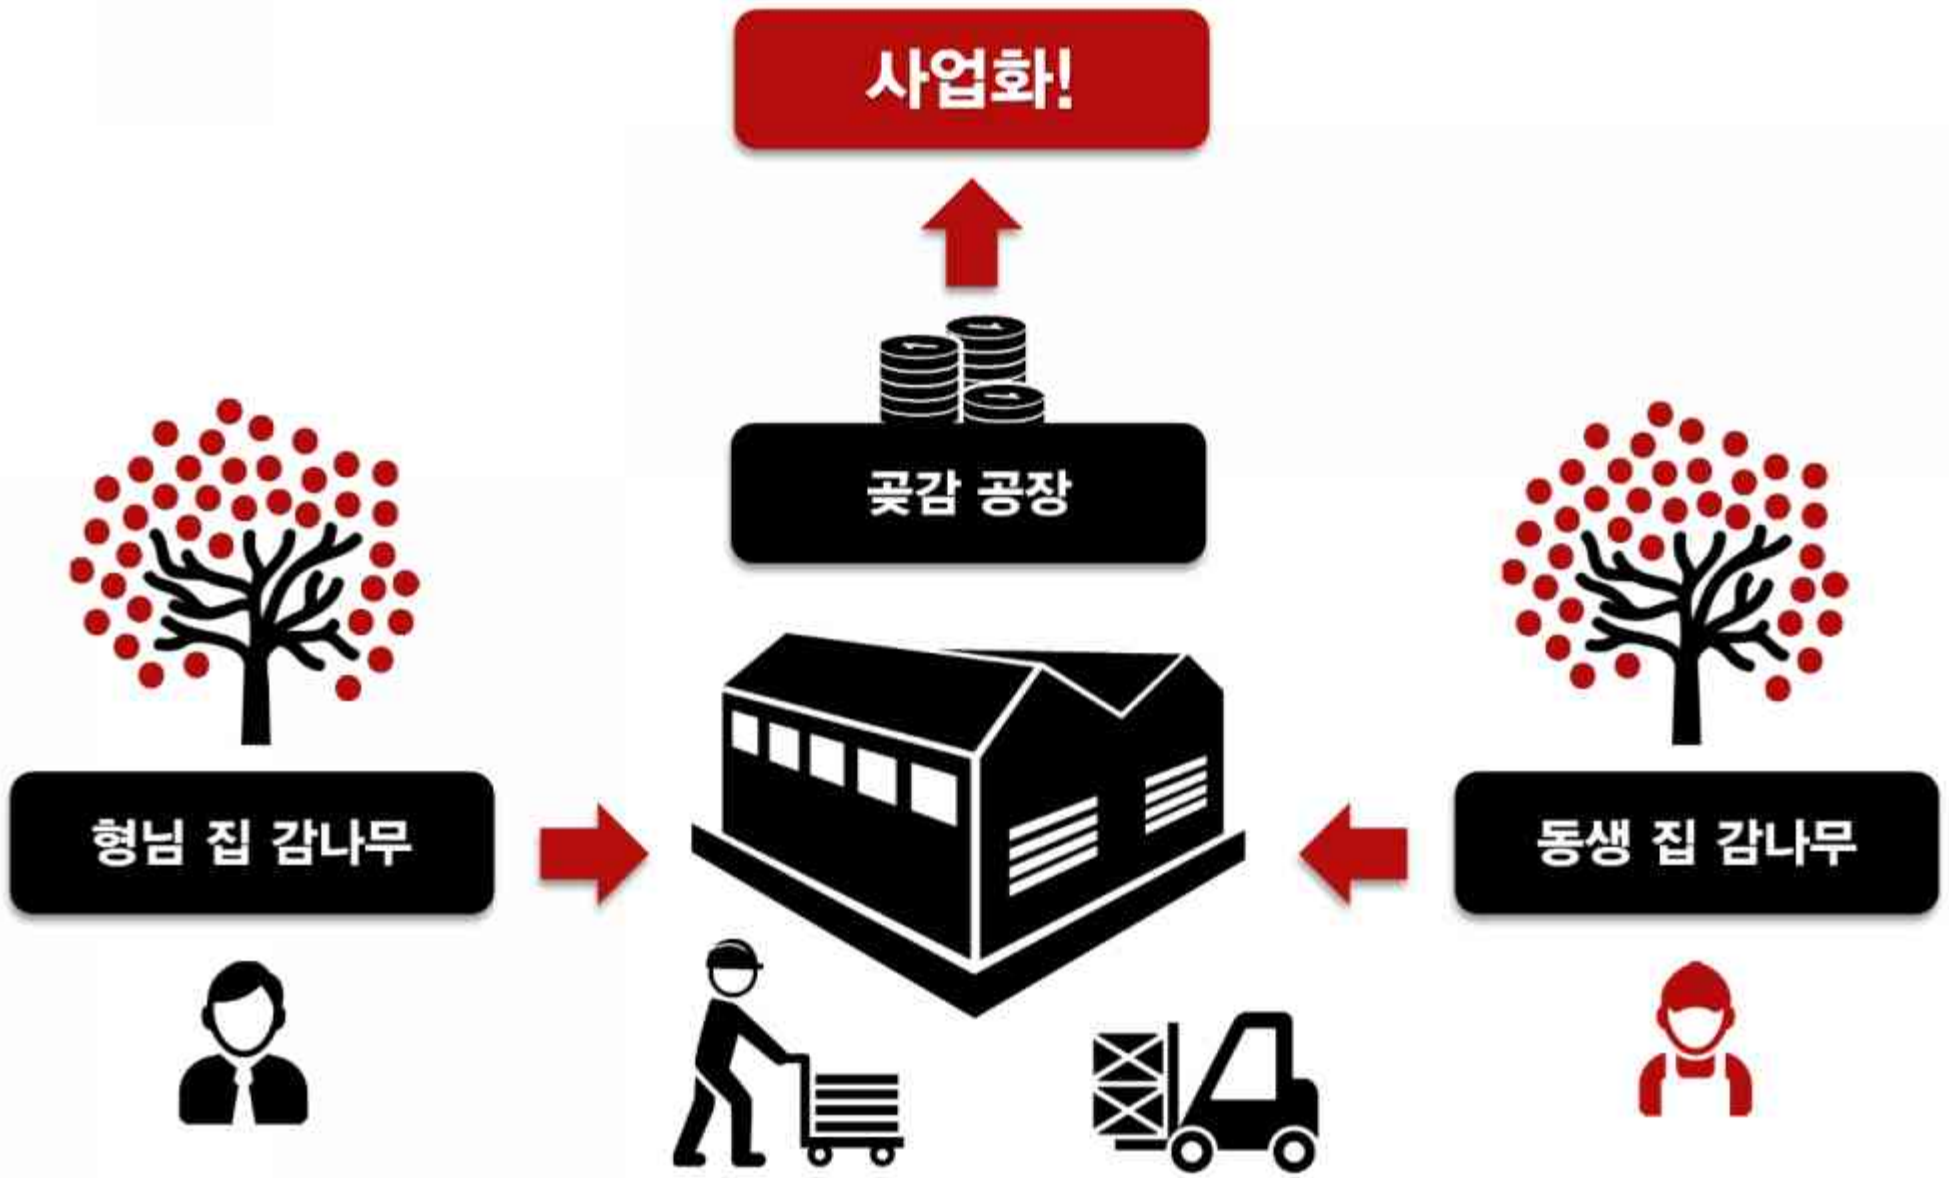 사업화!
곶감 공장
형님 집 감나무
동생 집 감나무